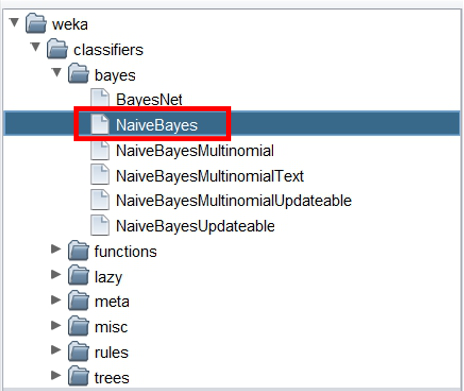 weka
classifiers
bayes
BayesNet
NaiveBayes
NaiveBayesMultinomial
NaiveBayesMultinomialText
NaiveBayesMultinomialUpdateable
NaiveBayesUpdateable
functions
lazy
meta
misc
rules
trees